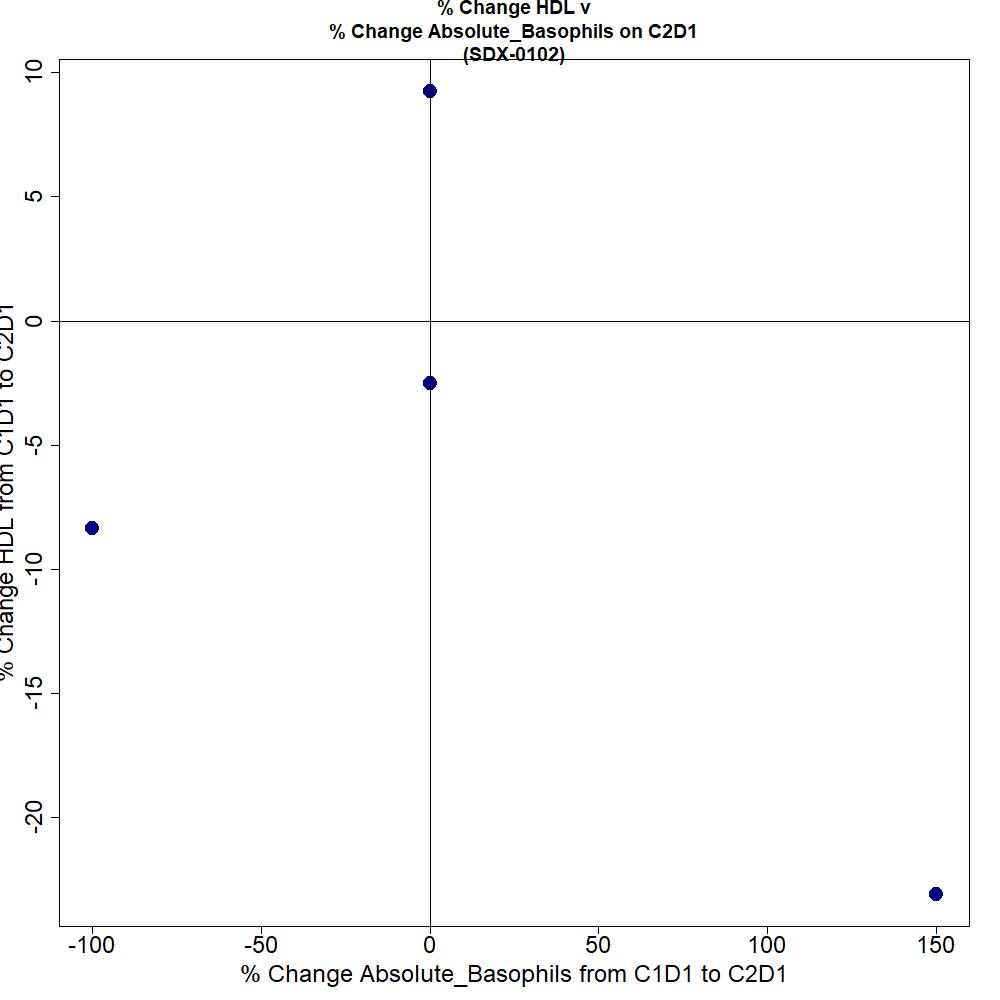 % Change HDL v
% Change Absolute_Basophils on C2D1
(SDX-0102)
10
5
0
-5
-10
-15
-20
% Change HDL from C1D1 to C2D1
-100
-50
0
50
100
150
% Change Absolute_Basophils from C1D1 to C2D1